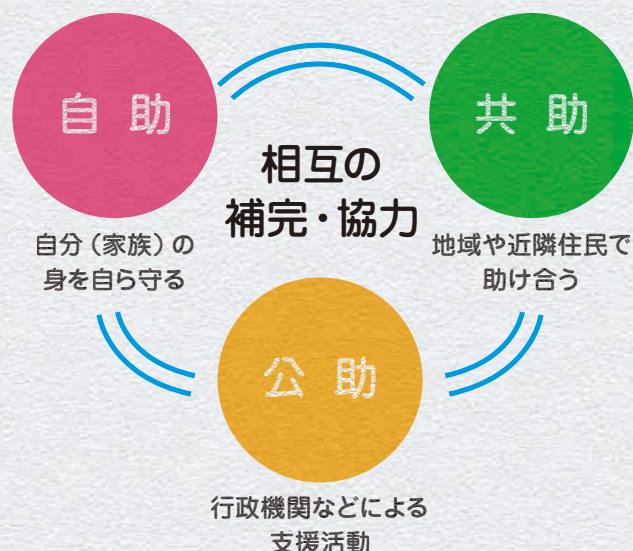 自助
共助
相互の
補完・協力
自分（家族）の
身を自ら守る
地域や近隣住民で
助け合う
公助
行政機関などによる
支援活動